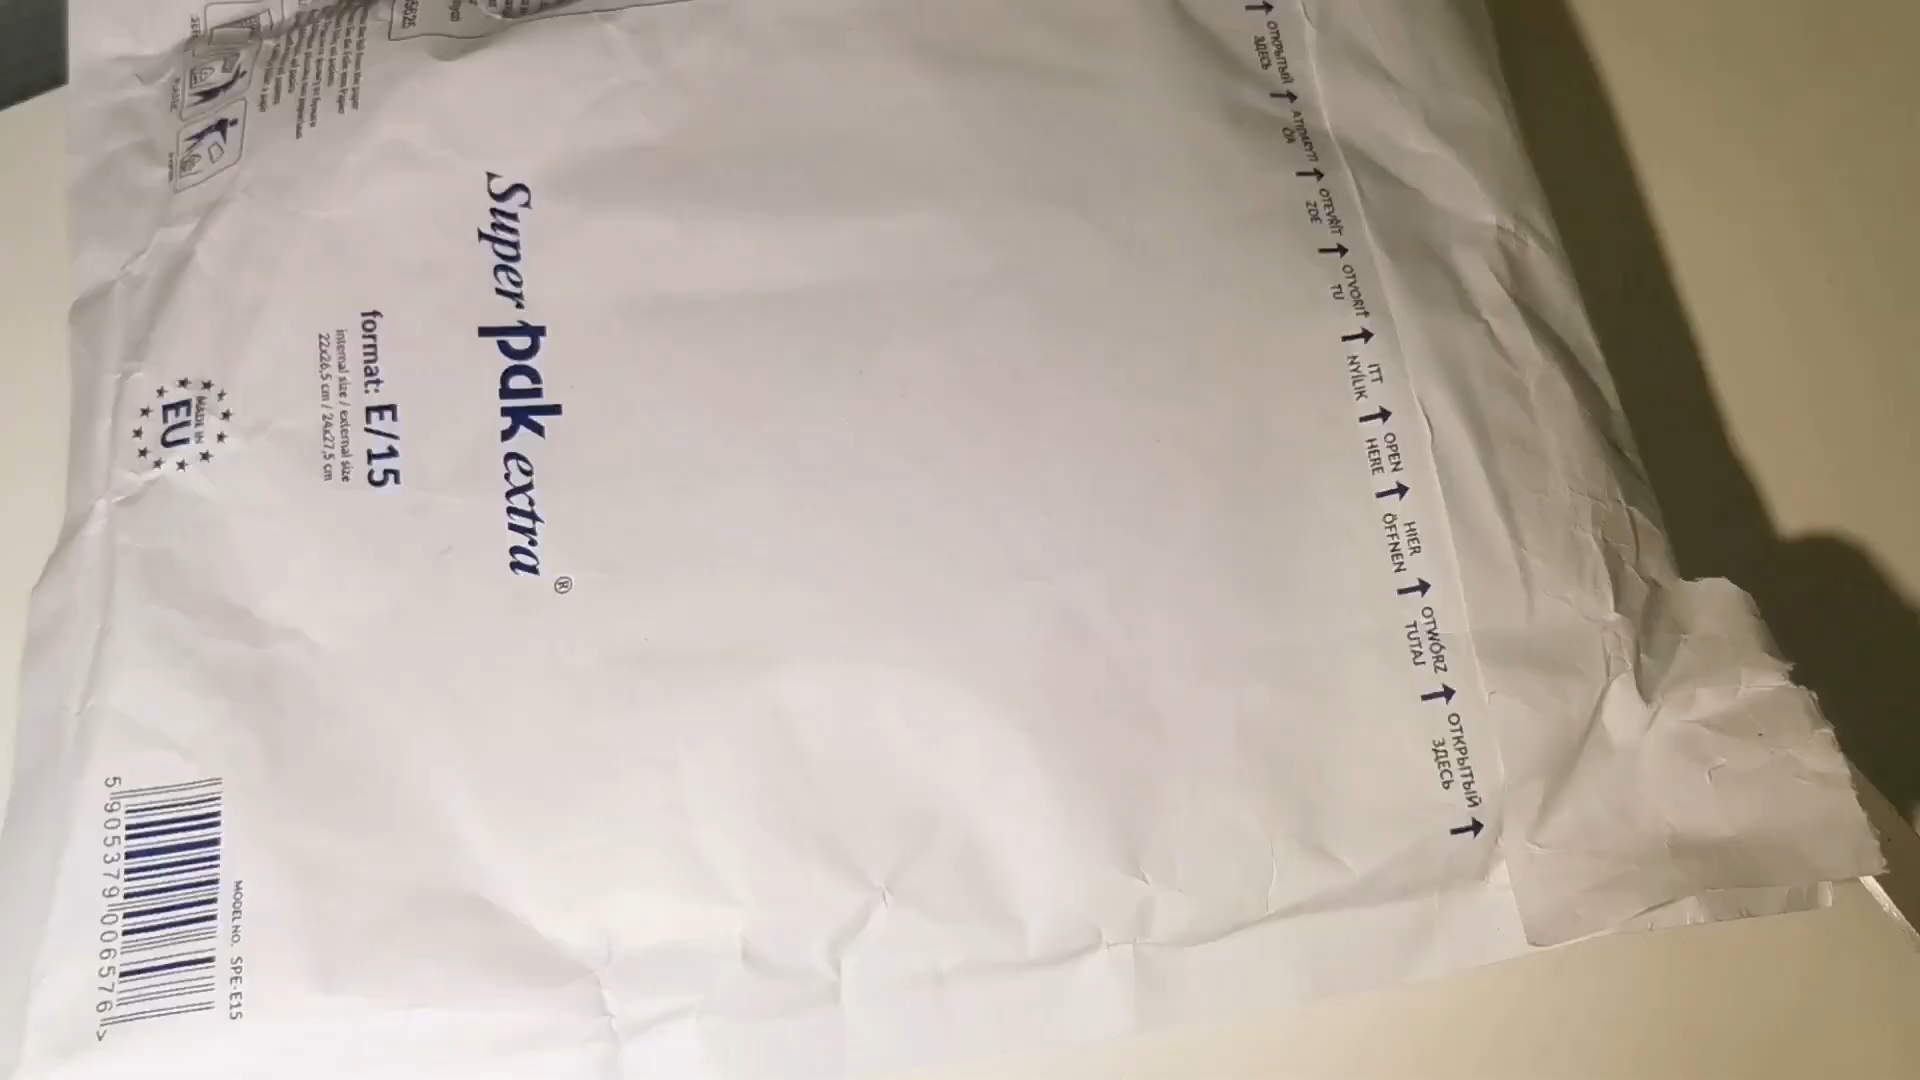 Super pak extra®
format: E/15
internal size / external size
22x26,5 cm / 24x27,5 cm
MADE IN
EU
MODEL NO. SPE-E15
5 905379 006576 >
ОТКРЫТЫЙ
ЗДЕСЬ
ATIDARYTI
ČIA
OTEVŘÍT
ZDE
OTVORIŤ
TU
ITT
NYÍLIK
OPEN
HERE
HIER
ÖFFNEN
OTWÓRZ
TUTAJ
ОТКРЫТЫЙ
ЗДЕСЬ